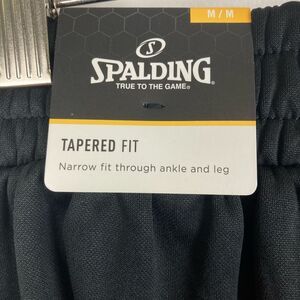 M / M
S
SPALDING®
TRUE TO THE GAME®
TAPERED FIT
Narrow fit through ankle and leg